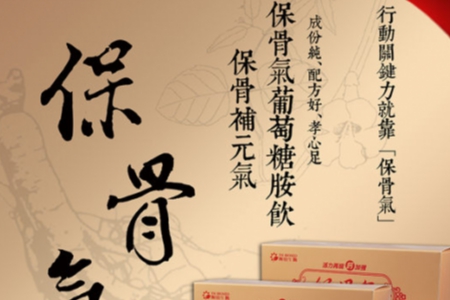 行動關鍵力就靠「保骨氣」
成份純、配方好、孝心足
保骨氣葡萄糖胺飲
保骨補元氣
保骨氣